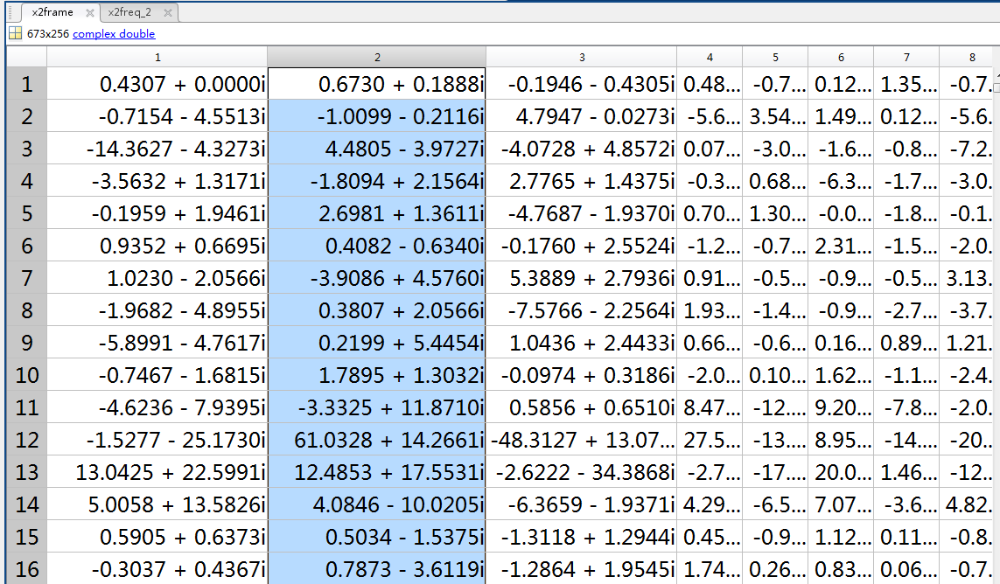 x2frame x2freq_2
673x256 complex double
1 2 3 4 5 6 7 8
1 0.4307 + 0.0000i 0.6730 + 0.1888i -0.1946 - 0.4305i 0.48... -0.7... 0.12... 1.35... -0.7.
2 -0.7154 - 4.5513i -1.0099 - 0.2116i 4.7947 - 0.0273i -5.6... 3.54... 1.49... 0.12... -5.6.
3 -14.3627 - 4.3273i 4.4805 - 3.9727i -4.0728 + 4.8572i 0.07... -3.0... -1.6... -0.8... -7.2.
4 -3.5632 + 1.3171i -1.8094 + 2.1564i 2.7765 + 1.4375i -0.3... 0.68... -6.3... -1.7... -3.0.
5 -0.1959 + 1.9461i 2.6981 + 1.3611i -4.7687 - 1.9370i 0.70... 1.30... -0.0... -1.8... -0.1.
6 0.9352 + 0.6695i 0.4082 - 0.6340i -0.1760 + 2.5524i -1.2... -0.7... 2.31... -1.5... -2.0.
7 1.0230 - 2.0566i -3.9086 + 4.5760i 5.3889 + 2.7936i 0.91... -0.5... -0.9... -0.5... 3.13.
8 -1.9682 - 4.8955i 0.3807 + 2.0566i -7.5766 - 2.2564i 1.93... -1.4... -0.9... -2.7... -3.7.
9 -5.8991 - 4.7617i 0.2199 + 5.4454i 1.0436 + 2.4433i 0.66... -0.6... 0.16... 0.89... 1.21.
10 -0.7467 - 1.6815i 1.7895 + 1.3032i -0.0974 + 0.3186i -2.0... 0.10... 1.62... -1.1... -2.4.
11 -4.6236 - 7.9395i -3.3325 + 11.8710i 0.5856 + 0.6510i 8.47... -12.... 9.20... -7.8... -2.0.
12 -1.5277 - 25.1730i 61.0328 + 14.2661i -48.3127 + 13.07... 27.5... -13.... 8.95... -14.... -20..
13 13.0425 + 22.5991i 12.4853 + 17.5531i -2.6222 - 34.3868i -2.7... -17.... 20.0... 1.46... -12..
14 5.0058 + 13.5826i 4.0846 - 10.0205i -6.3659 - 1.9371i 4.29... -6.5... 7.07... -3.6... 4.82.
15 0.5905 + 0.6373i 0.5034 - 1.5375i -1.3118 + 1.2944i 0.45... -0.9... 1.12... 0.11... -0.8.
16 -0.3037 + 0.4367i 0.7873 - 3.6119i -1.2864 + 1.9545i 1.74... 0.26... 0.83... 0.06... -0.7.